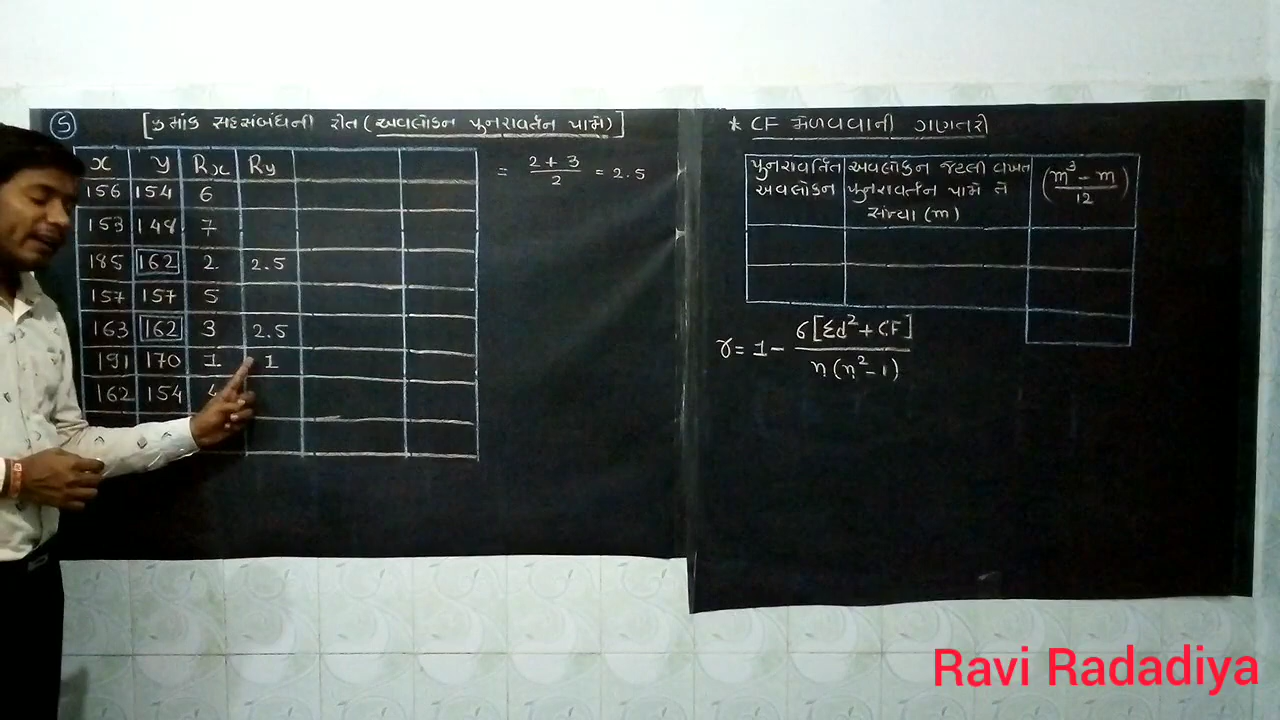 5
[ક્રમાંક સહસંબંધની રીત (અવલોકન પુનરાવર્તન પામે)]
x y Rx Ry
156 154 6
153 148 7
185 162 2. 2.5
157 157 5
163 162 3 2.5
191 170 1 1
162 154 4
= 2 + 3 / 2 = 2.5
* CF મેળવવાની ગણતરી
પુનરાવર્તિત અવલોકન
અવલોકન જેટલી વખત પુનરાવર્તન પામે તે સંખ્યા (m)
(m³ - m / 12)
r = 1 - 6[Σd² + CF] / n(n² - 1)
Ravi Radadiya